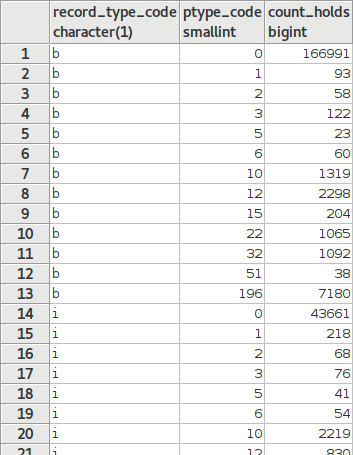 record_type_code ptype_code count_holds
character(1) smallint bigint
1 b 0 166991
2 b 1 93
3 b 2 58
4 b 3 122
5 b 5 23
6 b 6 60
7 b 10 1319
8 b 12 2298
9 b 15 204
10 b 22 1065
11 b 32 1092
12 b 51 38
13 b 196 7180
14 i 0 43661
15 i 1 218
16 i 2 68
17 i 3 76
18 i 5 41
19 i 6 54
20 i 10 2219
21 i 12 830